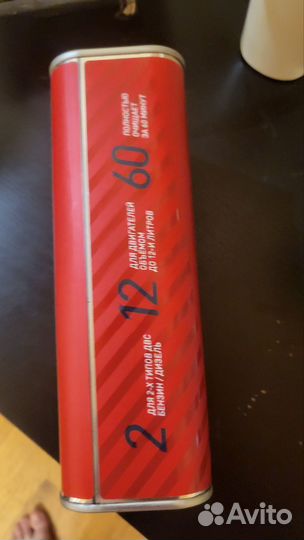 2
ДЛЯ 2-Х ТИПОВ ДВС
БЕНЗИН / ДИЗЕЛЬ
12
ДЛЯ ДВИГАТЕЛЕЙ
ОБЪЕМОМ
ДО 12-И ЛИТРОВ
60
ПОЛНОСТЬЮ
ОЧИЩАЕТ
ЗА 60 МИНУТ
Avito